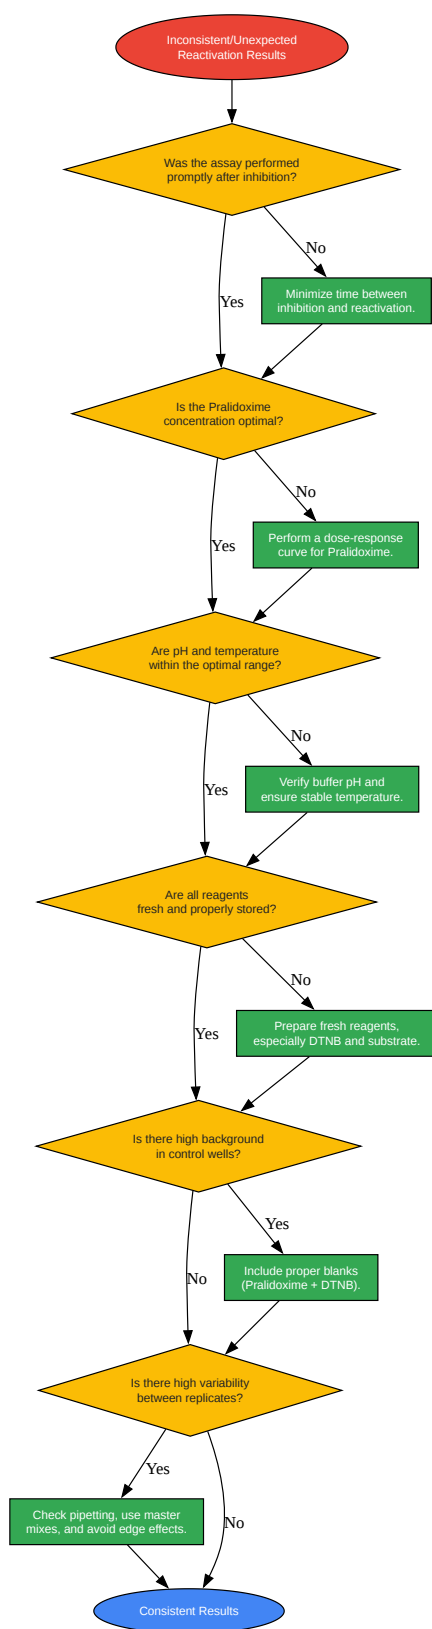 Inconsistent/Unexpected
Reactivation Results
Was the assay performed
promptly after inhibition?
No
Minimize time between
inhibition and reactivation.
Yes
Is the Pralidoxime
concentration optimal?
No
Perform a dose-response
curve for Pralidoxime.
Yes
Are pH and temperature
within the optimal range?
No
Verify buffer pH and
ensure stable temperature.
Yes
Are all reagents
fresh and properly stored?
No
Prepare fresh reagents,
especially DTNB and substrate.
Yes
Is there high background
in control wells?
Yes
Include proper blanks
(Pralidoxime + DTNB).
No
Is there high variability
between replicates?
Yes
Check pipetting, use master
mixes, and avoid edge effects.
No
Consistent Results